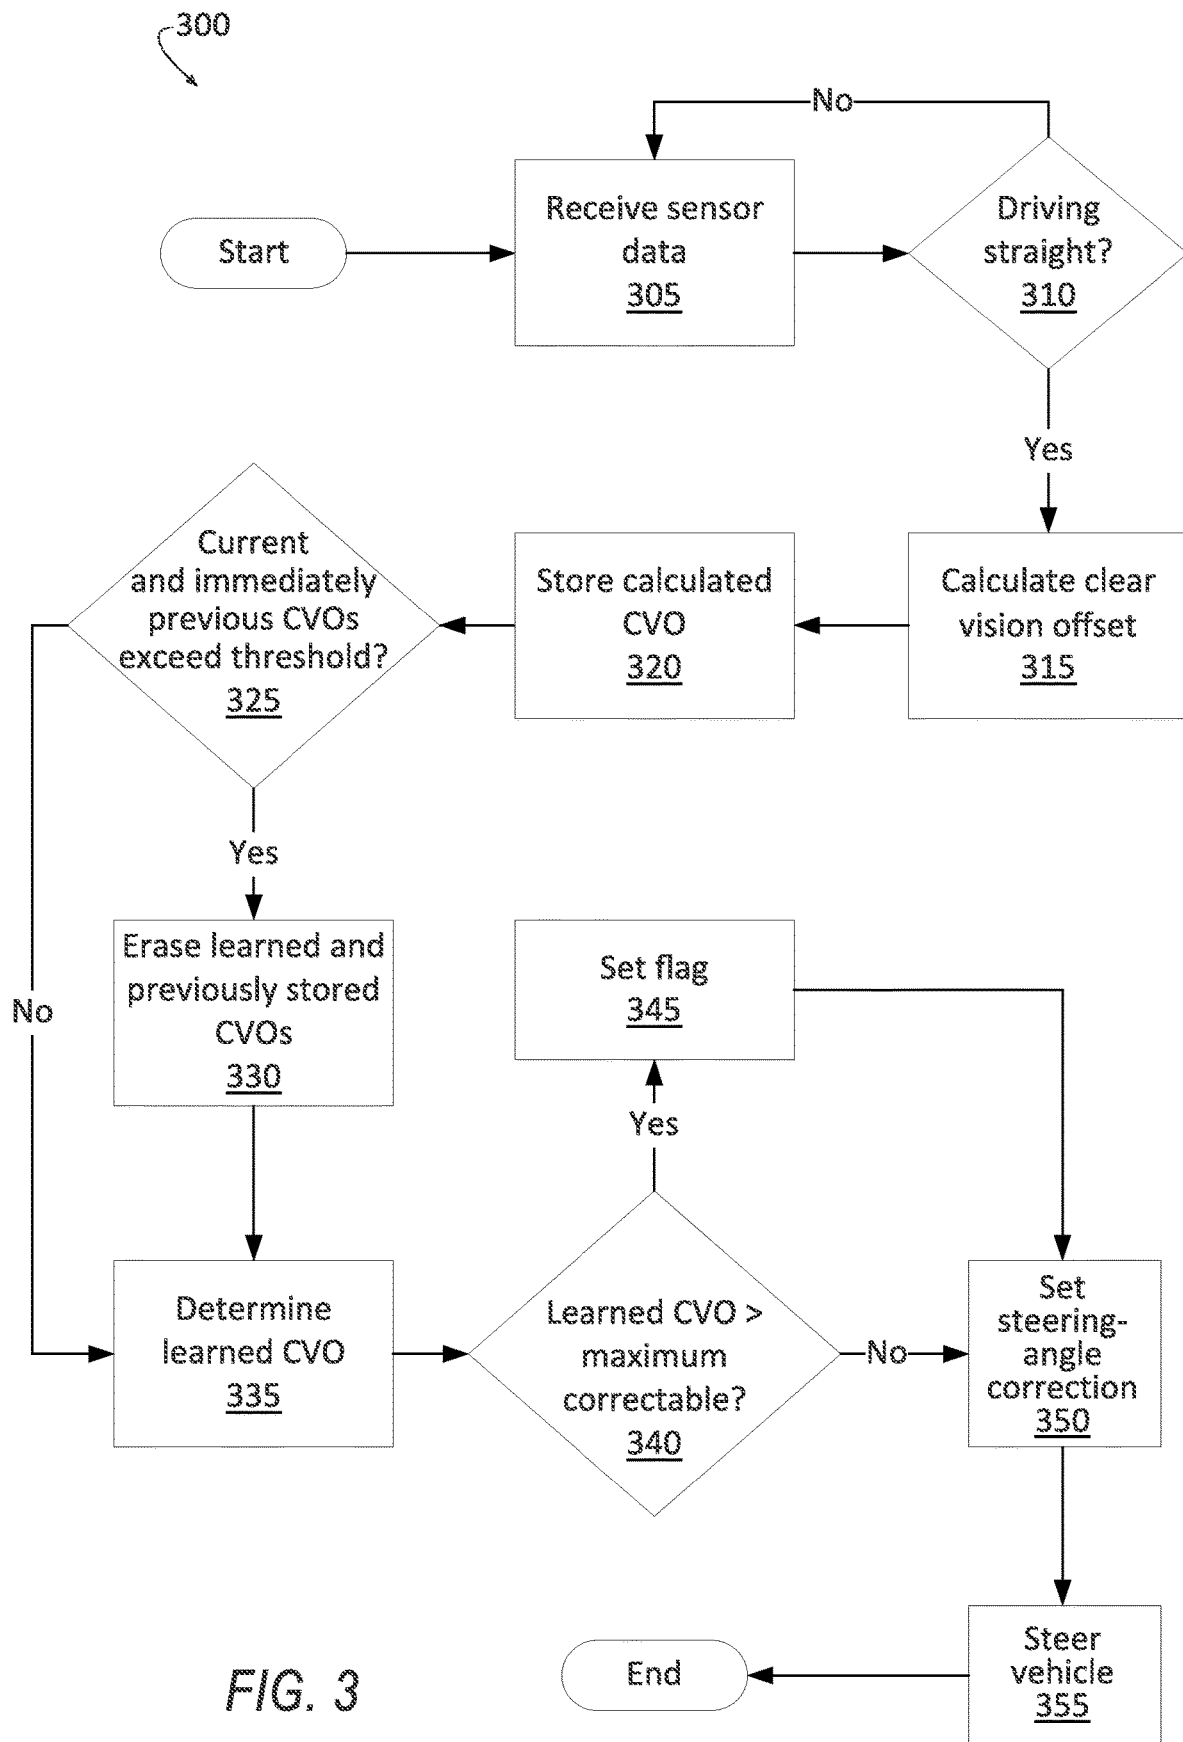 300
No
Start
Receive sensor
data
305
Driving
straight?
310
Yes
Current
and immediately
previous CVOs
exceed threshold?
325
Store calculated
CVO
320
Calculate clear
vision offset
315
Yes
No
Erase learned and
previously stored
CVOs
330
Set flag
345
Yes
Determine
learned CVO
335
Learned CVO >
maximum
correctable?
340
No
Set
steering-
angle
correction
350
Steer
vehicle
355
End
FIG. 3